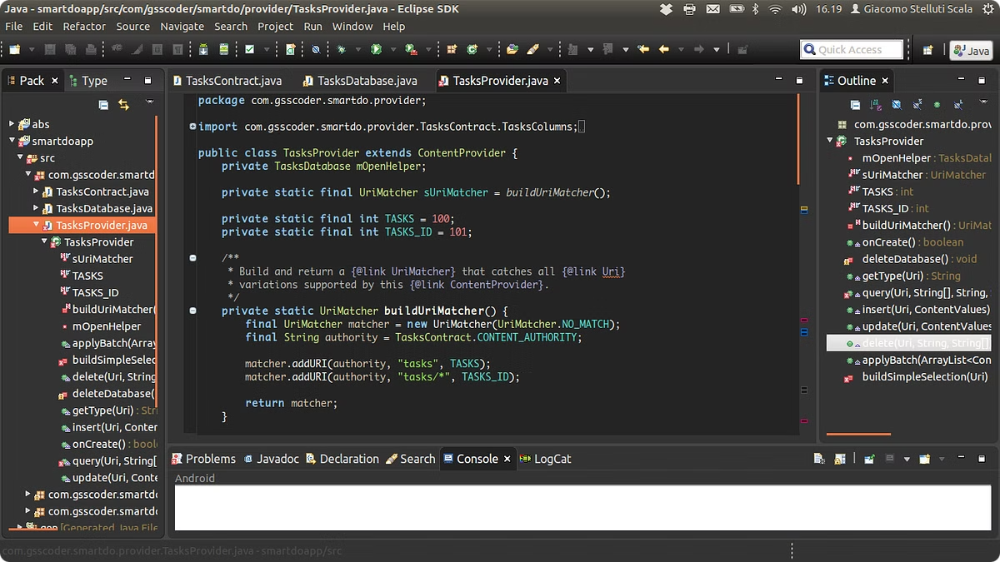 Java - smartdo/src/com/gsscoder/smartdo/provider/TasksProvider.java - Eclipse SDK
16.19 Giacomo Stelluti Scala
File Edit Refactor Source Navigate Search Project Run Window Help
Quick Access
Java
Pack
Type
abs
smartdoapp
src
com.gsscoder.smartd
TasksContract.java
TasksDatabase.java
TasksProvider.java
TasksProvider
sUriMatcher
TASKS
TASKS_ID
buildUriMatcher(
mOpenHelper
applyBatch(Array
buildSimpleSelec
delete(Uri, String
deleteDatabase(
getType(Uri) : Stri
insert(Uri, Conten
onCreate() : bool
query(Uri, String[
update(Uri, Conte
com.gsscoder.smartdo
com.gsscoder.smartdo
gen [Generated Java File
TasksContract.java TasksDatabase.java TasksProvider.java
package com.gsscoder.smartdo.provider;
import com.gsscoder.smartdo.provider.TasksContract.TasksColumns;
public class TasksProvider extends ContentProvider {
private TasksDatabase mOpenHelper;
private static final UriMatcher sUriMatcher = buildUriMatcher();
private static final int TASKS = 100;
private static final int TASKS_ID = 101;
/**
* Build and return a {@link UriMatcher} that catches all {@link Uri}
* variations supported by this {@link ContentProvider}.
*/
private static UriMatcher buildUriMatcher() {
final UriMatcher matcher = new UriMatcher(UriMatcher.NO_MATCH);
final String authority = TasksContract.CONTENT_AUTHORITY;
matcher.addURI(authority, "tasks", TASKS);
matcher.addURI(authority, "tasks/*", TASKS_ID);
return matcher;
}
Outline
com.gsscoder.smartdo.prov
TasksProvider
mOpenHelper : TasksDatal
sUriMatcher : UriMatcher
TASKS : int
TASKS_ID : int
buildUriMatcher() : UriMat
onCreate() : boolean
deleteDatabase() : void
getType(Uri) : String
query(Uri, String[], String,
insert(Uri, ContentValues)
update(Uri, ContentValues
delete(Uri, String, String[]
applyBatch(ArrayList<Con
buildSimpleSelection(Uri)
Problems Javadoc Declaration Search Console LogCat
Android
com.gsscoder.smartdo.provider.TasksProvider.java - smartdoapp/src